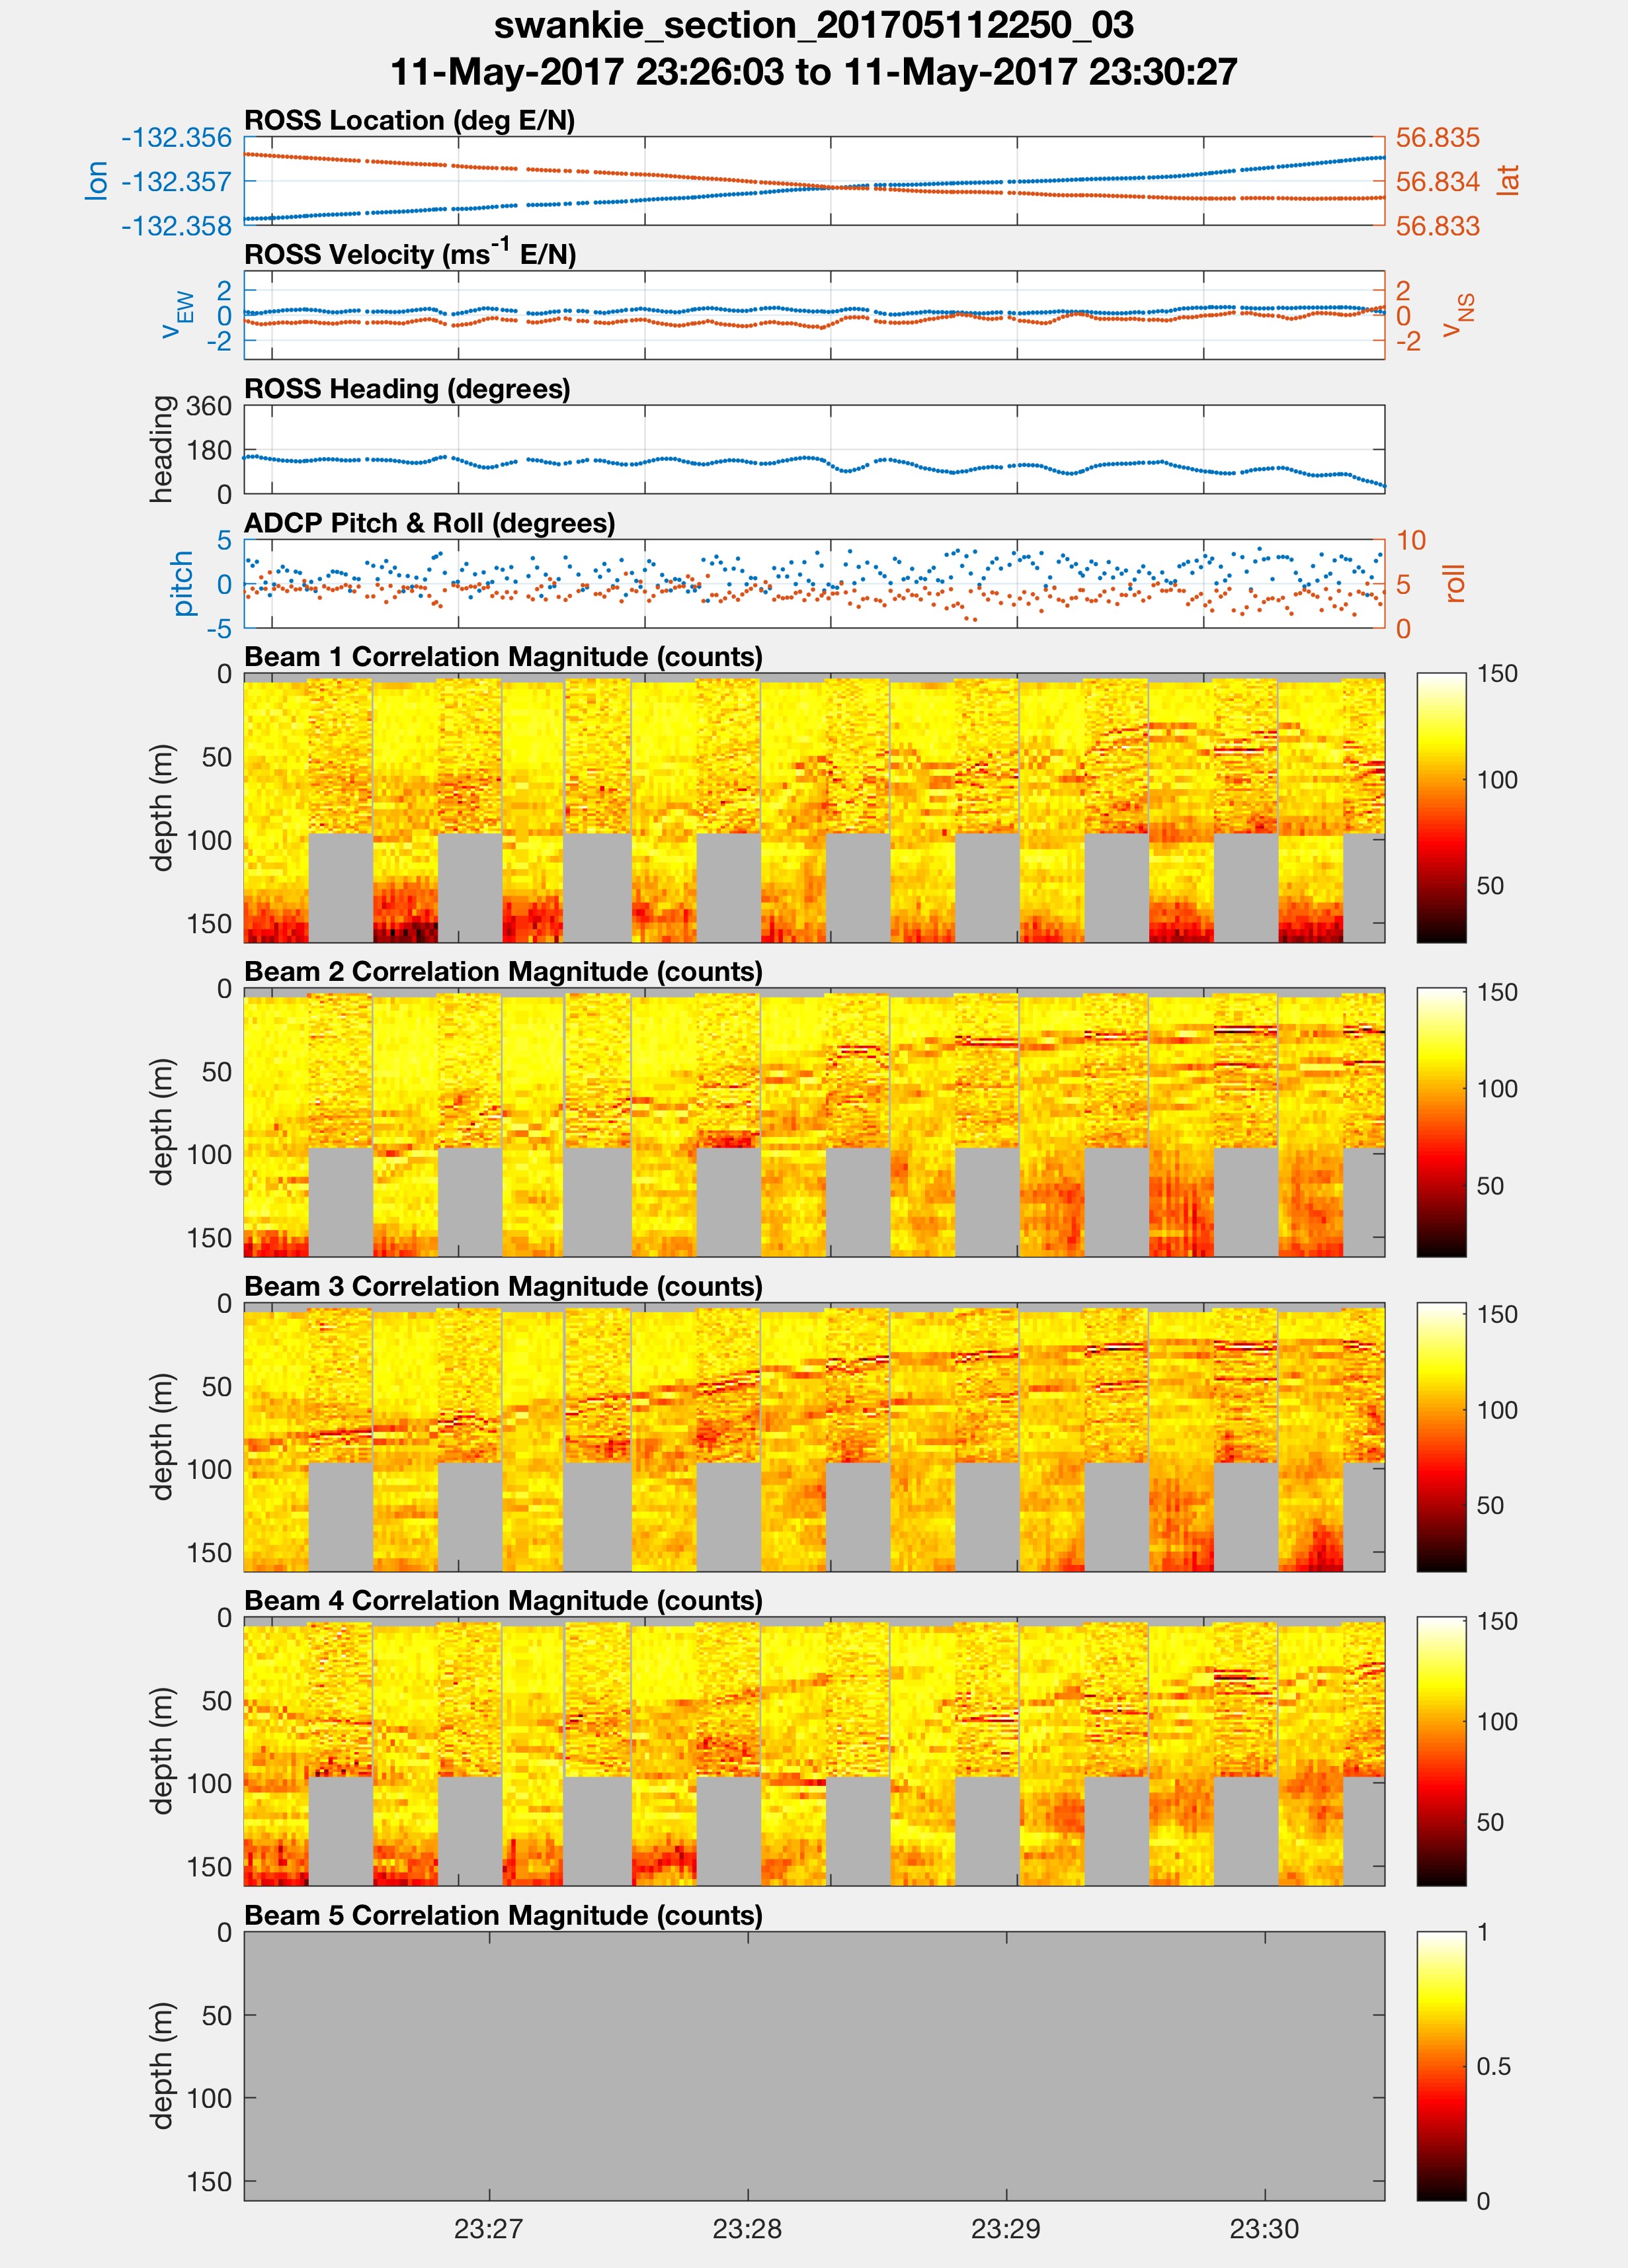 swankie_section_201705112250_03
11-May-2017 23:26:03 to 11-May-2017 23:30:27
ROSS Location (deg E/N)
-132.356
-132.357
-132.358
lon
56.835
56.834
56.833
lat
ROSS Velocity (ms-1 E/N)
2
0
-2
vEW
2
0
-2
vNS
ROSS Heading (degrees)
360
180
0
heading
ADCP Pitch & Roll (degrees)
5
0
-5
pitch
10
5
0
roll
Beam 1 Correlation Magnitude (counts)
0
50
100
150
depth (m)
150
100
50
Beam 2 Correlation Magnitude (counts)
0
50
100
150
depth (m)
150
100
50
Beam 3 Correlation Magnitude (counts)
0
50
100
150
depth (m)
150
100
50
Beam 4 Correlation Magnitude (counts)
0
50
100
150
depth (m)
150
100
50
Beam 5 Correlation Magnitude (counts)
0
50
100
150
depth (m)
1
0.5
0
23:27
23:28
23:29
23:30